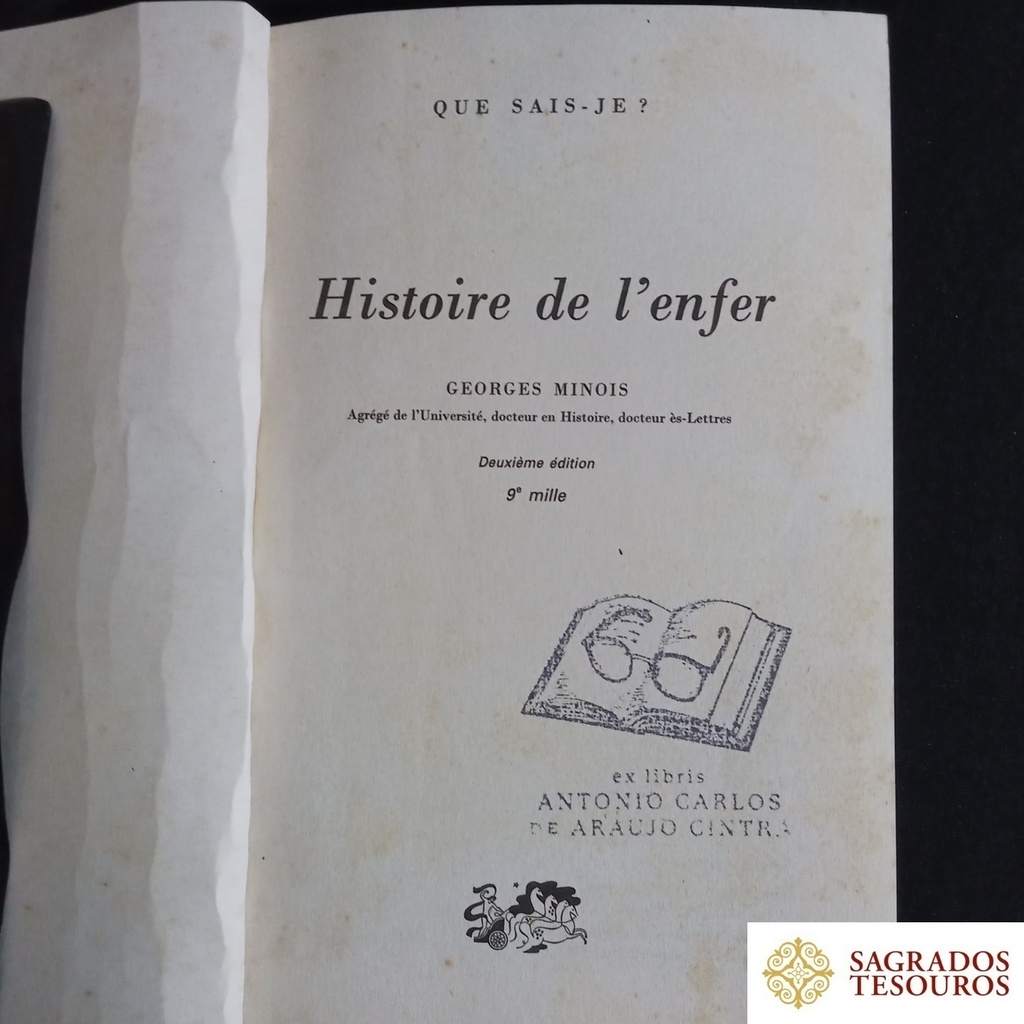 QUE SAIS-JE ?
Histoire de l'enfer
GEORGES MINOIS
Agrégé de l'Université, docteur en Histoire, docteur ès-Lettres
Deuxième édition
9e mille
ex libris
ANTONIO CARLOS
DE ARAUJO CINTRA
SAGRADOS
TESOUROS